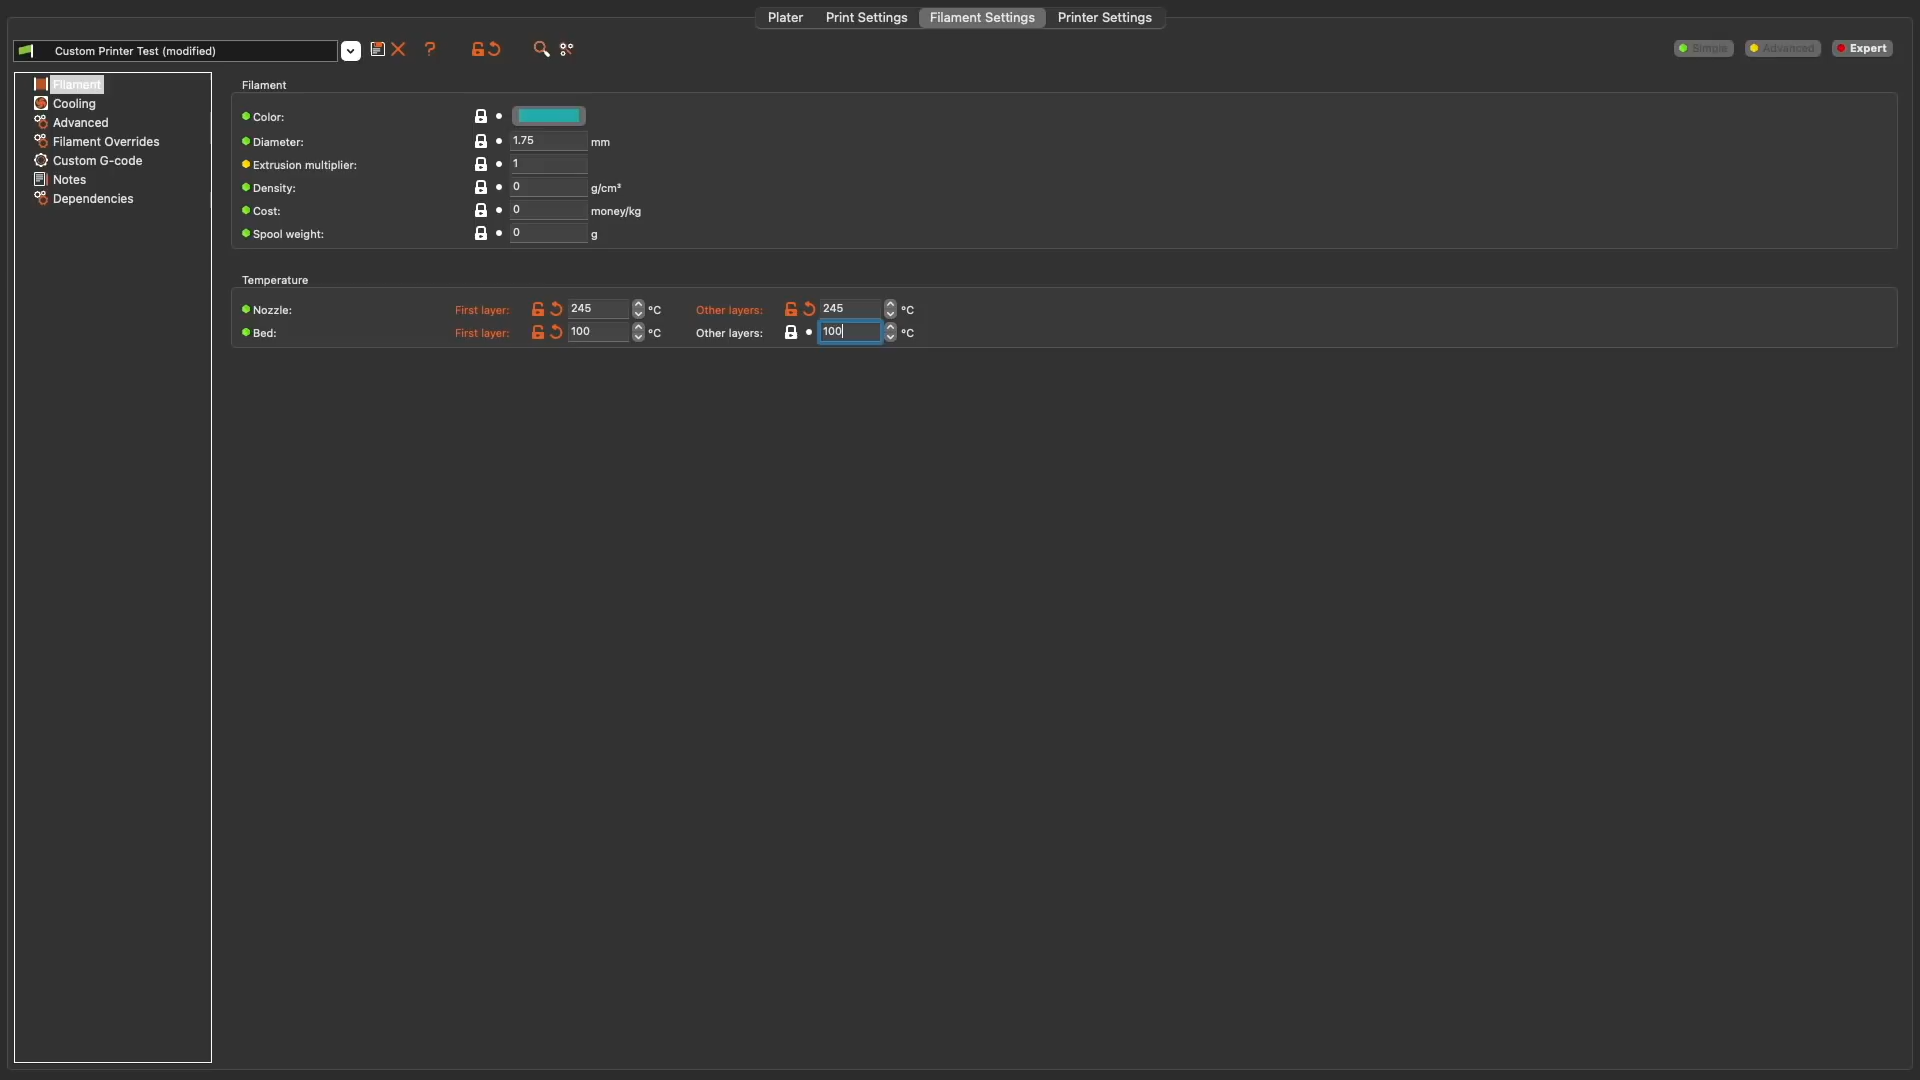 Plater Print Settings Filament Settings Printer Settings
Custom Printer Test (modified)
? Simple Advanced Expert
Filament
Cooling
Advanced
Filament Overrides
Custom G-code
Notes
Dependencies
Filament
Color:
Diameter: 1.75 mm
Extrusion multiplier: 1
Density: 0 g/cm³
Cost: 0 money/kg
Spool weight: 0 g
Temperature
Nozzle: First layer: 245 °C Other layers: 245 °C
Bed: First layer: 100 °C Other layers: 100 °C